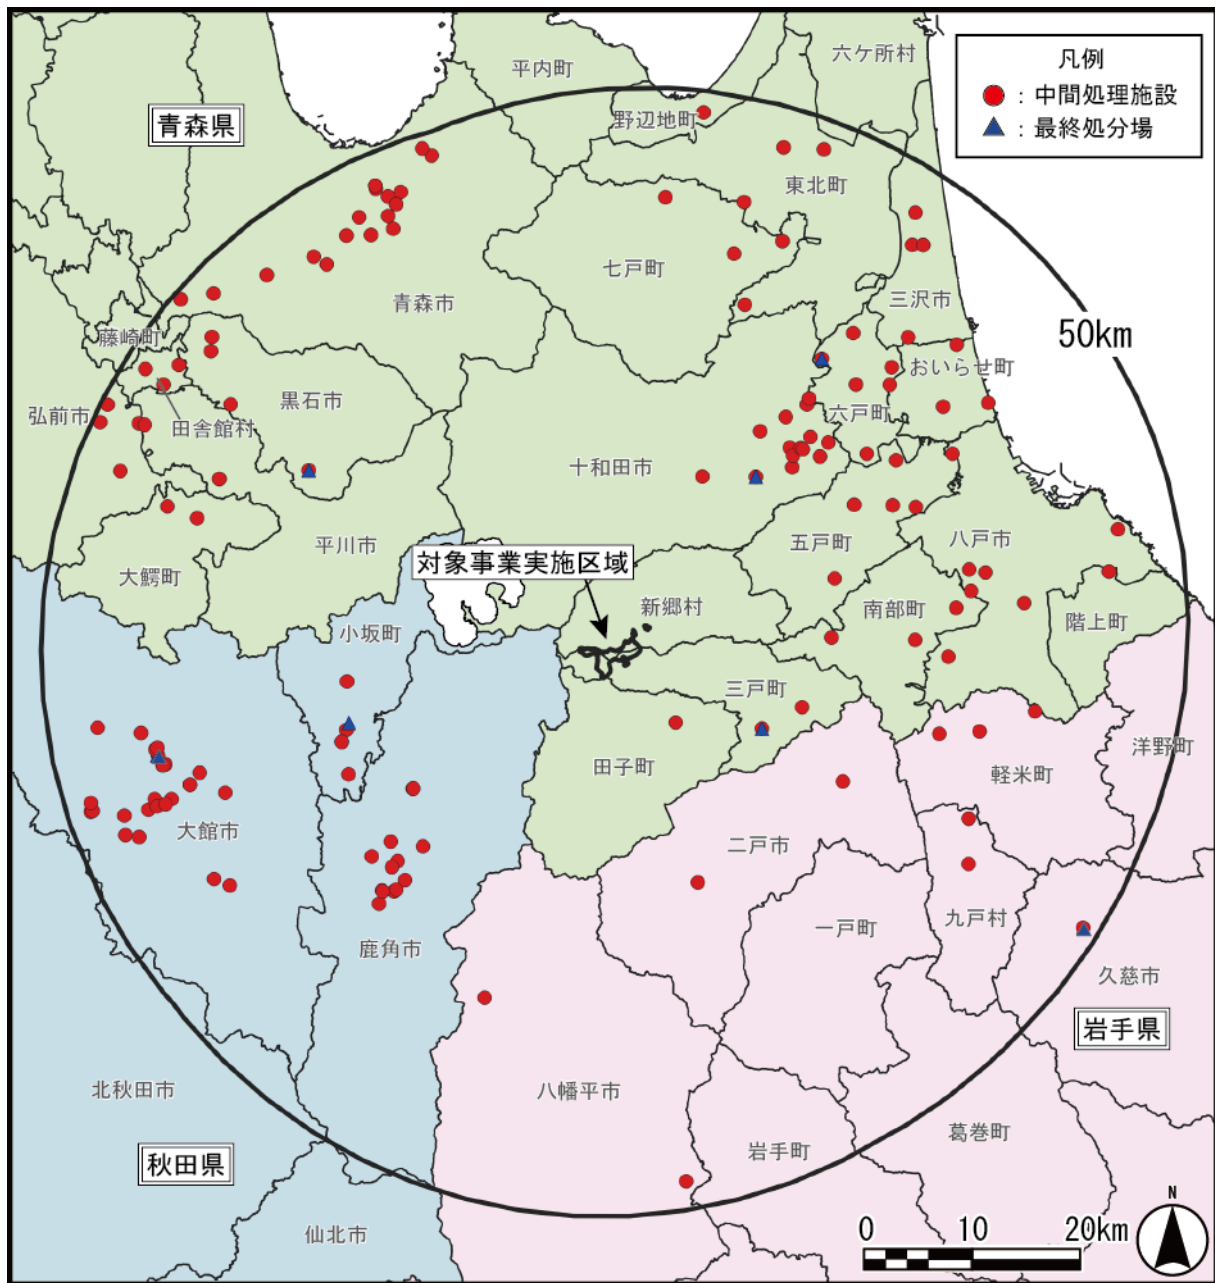 六ケ所村
平内町
凡例
：中間処理施設
：最終処分場
青森県
野辺地町
東北町
七戸町
三沢市
青森市
藤崎町
50km
おいらせ町
黒石市
弘前市
田舎館村
六戸町
十和田市
五戸町
八戸市
平川市
対象事業実施区域
大鰐町
新郷村
南部町
階上町
小坂町
三戸町
洋野町
田子町
軽米町
大館市
二戸市
九戸村
一戸町
鹿角市
久慈市
岩手県
北秋田市
八幡平市
葛巻町
岩手町
秋田県
仙北市
N
0 10 20km